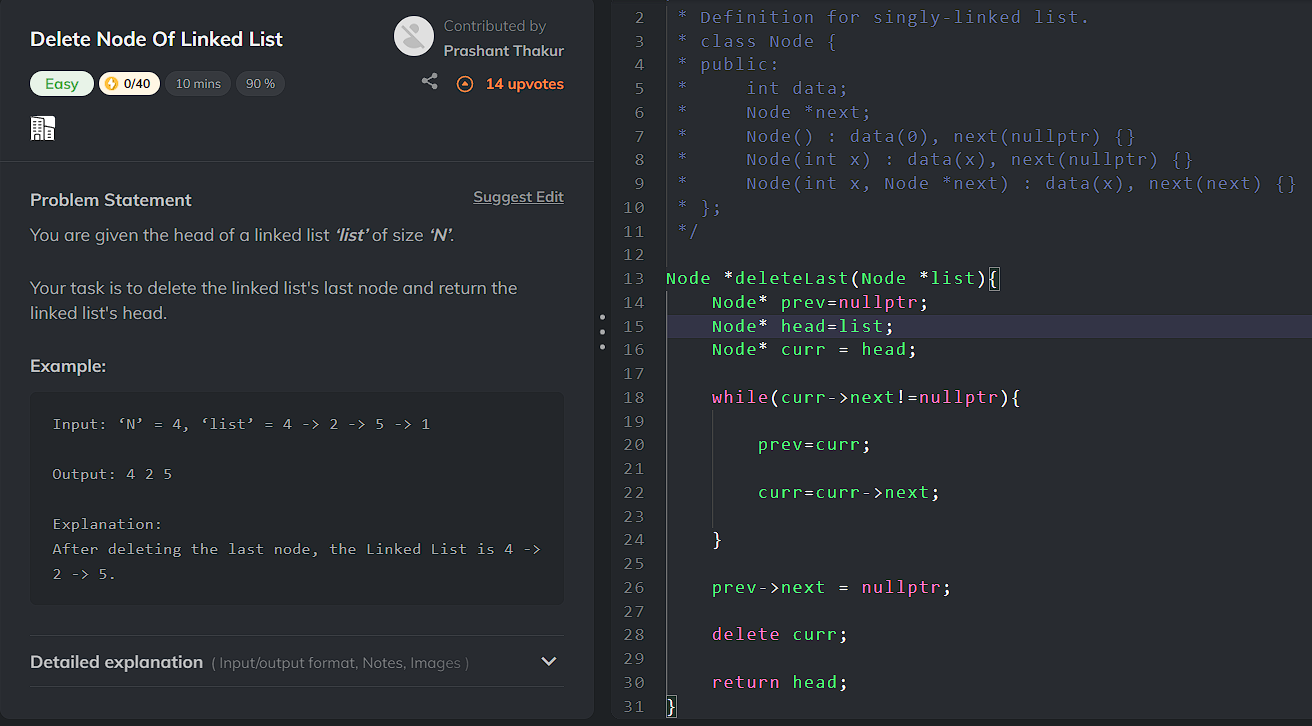 Delete Node Of Linked List
Contributed by
Prashant Thakur
Easy
0/40
10 mins
90 %
14 upvotes
Problem Statement
Suggest Edit
You are given the head of a linked list ‘list’ of size ‘N’.
Your task is to delete the linked list's last node and return the
linked list's head.
Example:
Input: ‘N’ = 4, ‘list’ = 4 -> 2 -> 5 -> 1
Output: 4 2 5
Explanation:
After deleting the last node, the Linked List is 4 ->
2 -> 5.
Detailed explanation ( Input/output format, Notes, Images )
2 * Definition for singly-linked list.
3 * class Node {
4 * public:
5 *     int data;
6 *     Node *next;
7 *     Node() : data(0), next(nullptr) {}
8 *     Node(int x) : data(x), next(nullptr) {}
9 *     Node(int x, Node *next) : data(x), next(next) {}
10 * };
11 */
12
13 Node *deleteLast(Node *list){
14     Node* prev=nullptr;
15     Node* head=list;
16     Node* curr = head;
17
18     while(curr->next!=nullptr){
19
20         prev=curr;
21
22         curr=curr->next;
23
24     }
25
26     prev->next = nullptr;
27
28     delete curr;
29
30     return head;
31 }